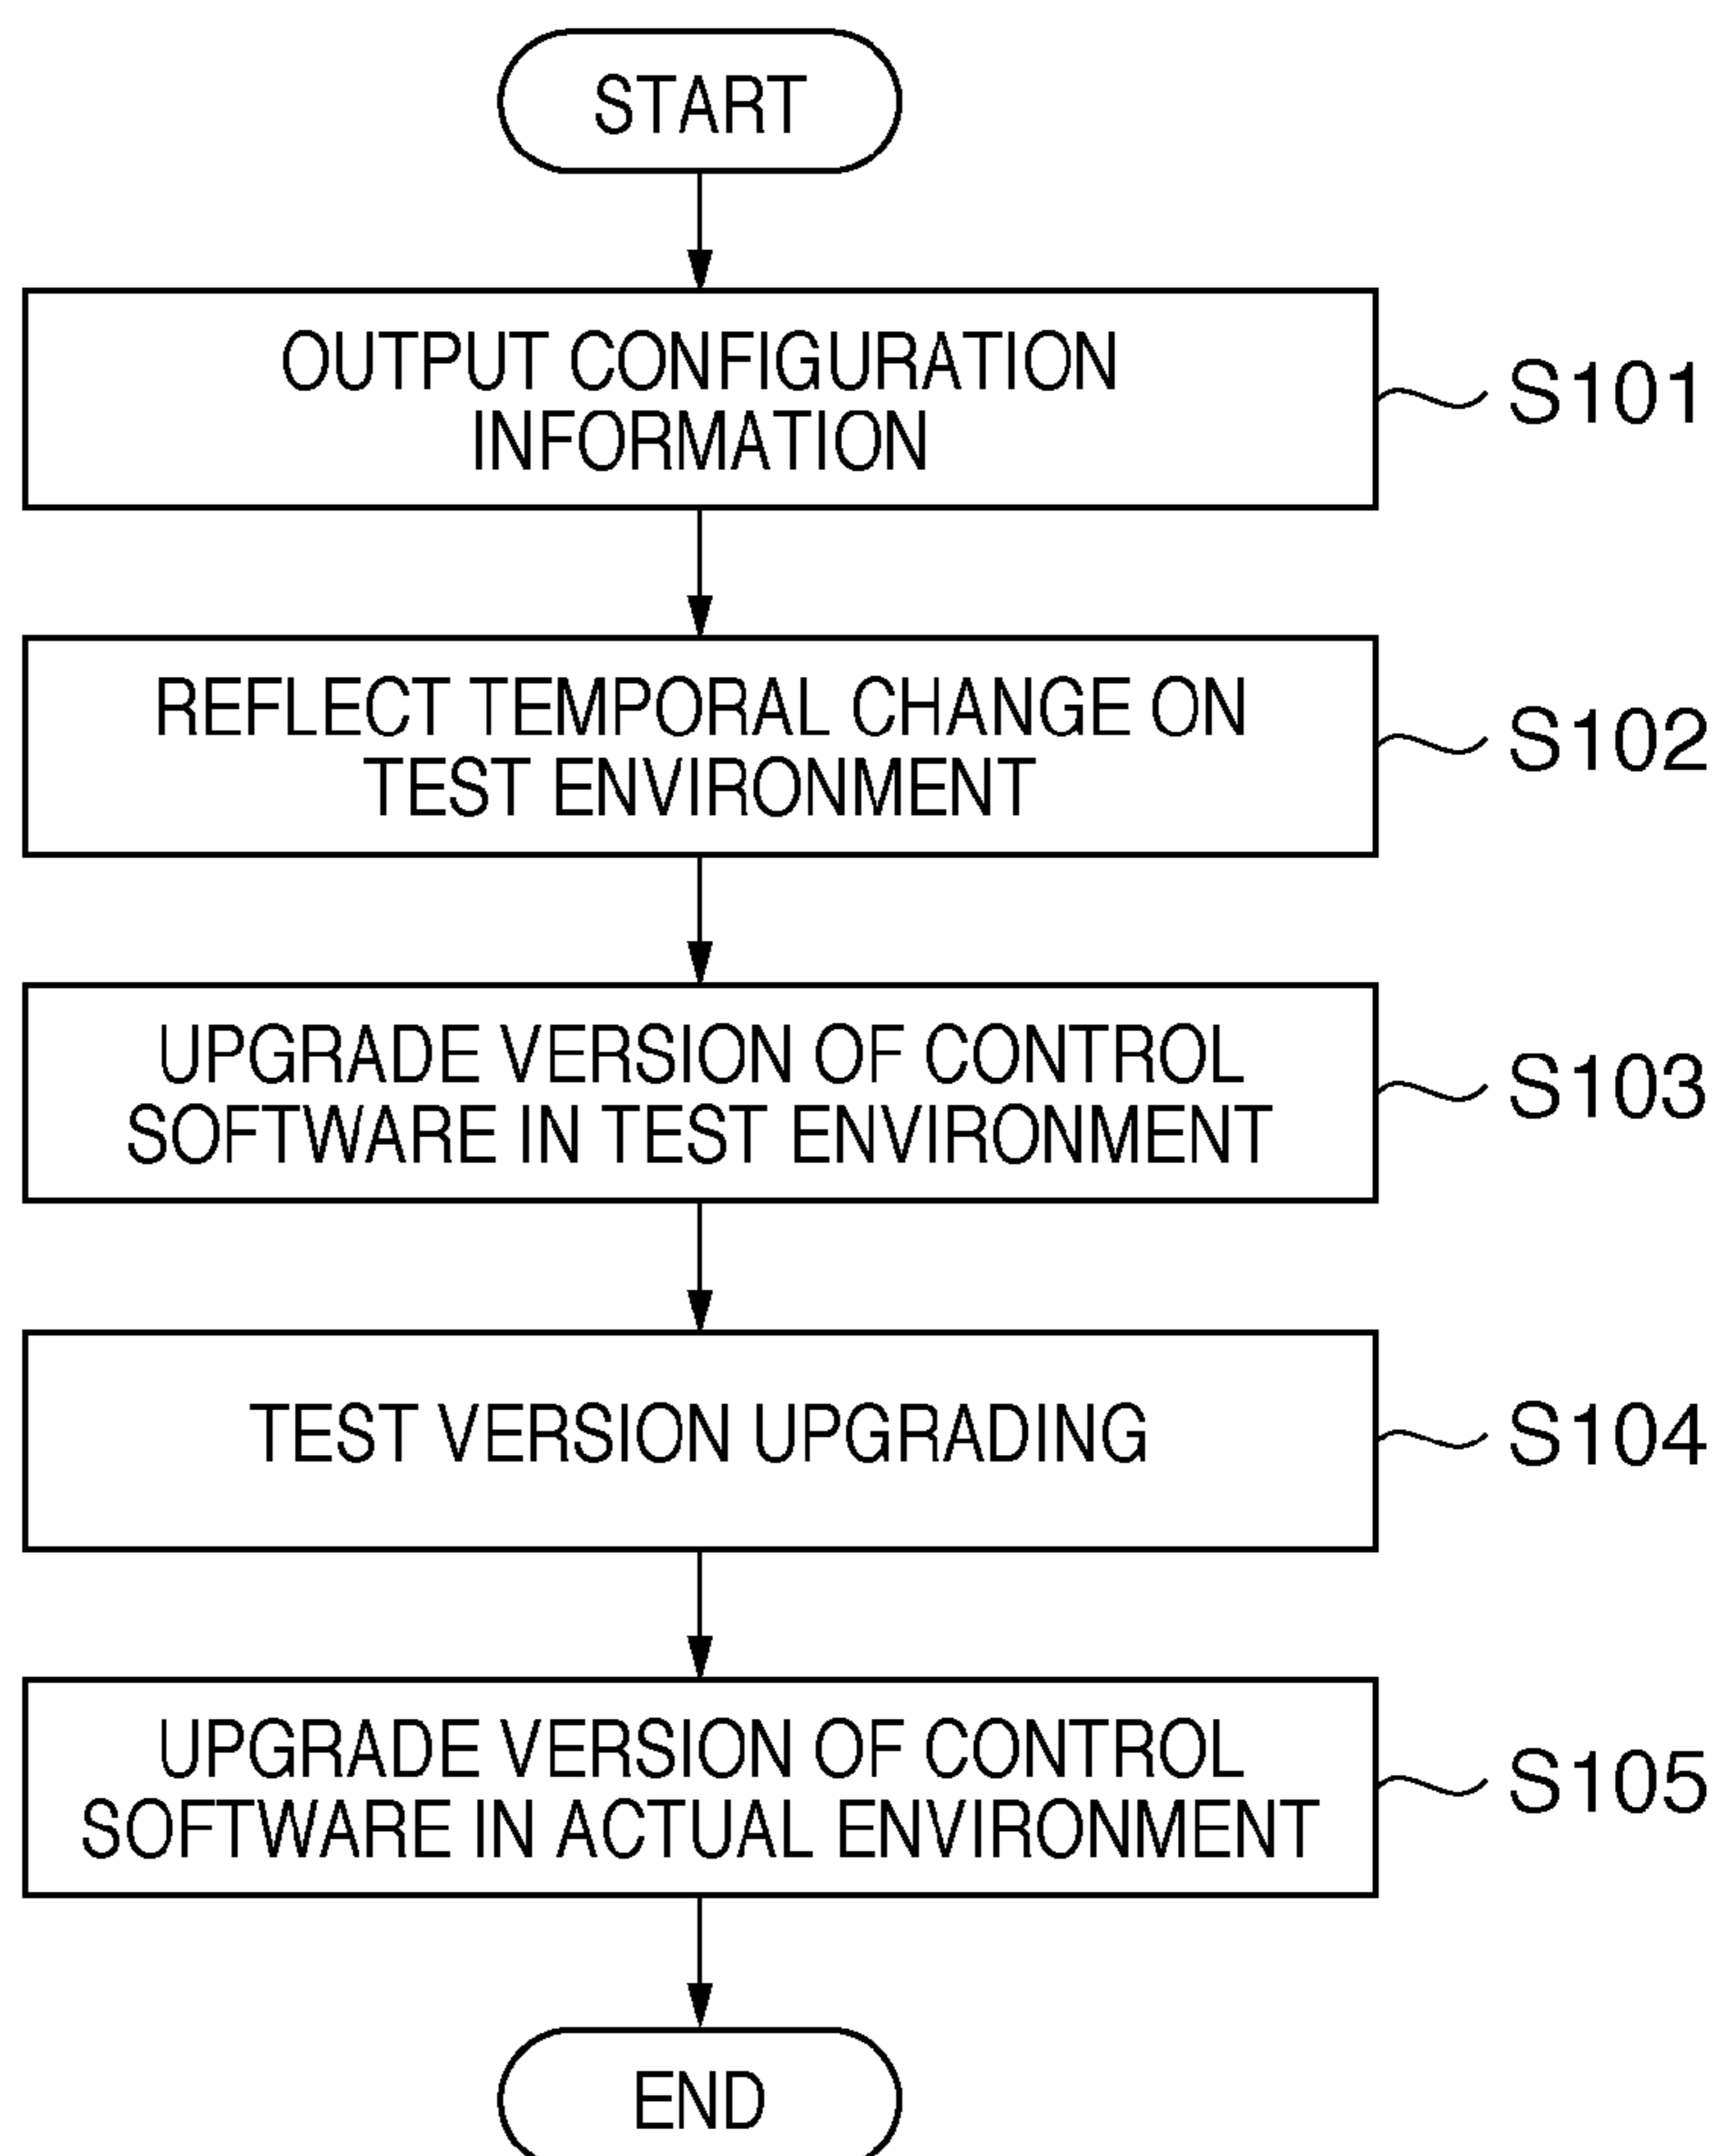 START
OUTPUT CONFIGURATION
INFORMATION
S101
REFLECT TEMPORAL CHANGE ON
TEST ENVIRONMENT
S102
UPGRADE VERSION OF CONTROL
SOFTWARE IN TEST ENVIRONMENT
S103
TEST VERSION UPGRADING
S104
UPGRADE VERSION OF CONTROL
SOFTWARE IN ACTUAL ENVIRONMENT
S105
END